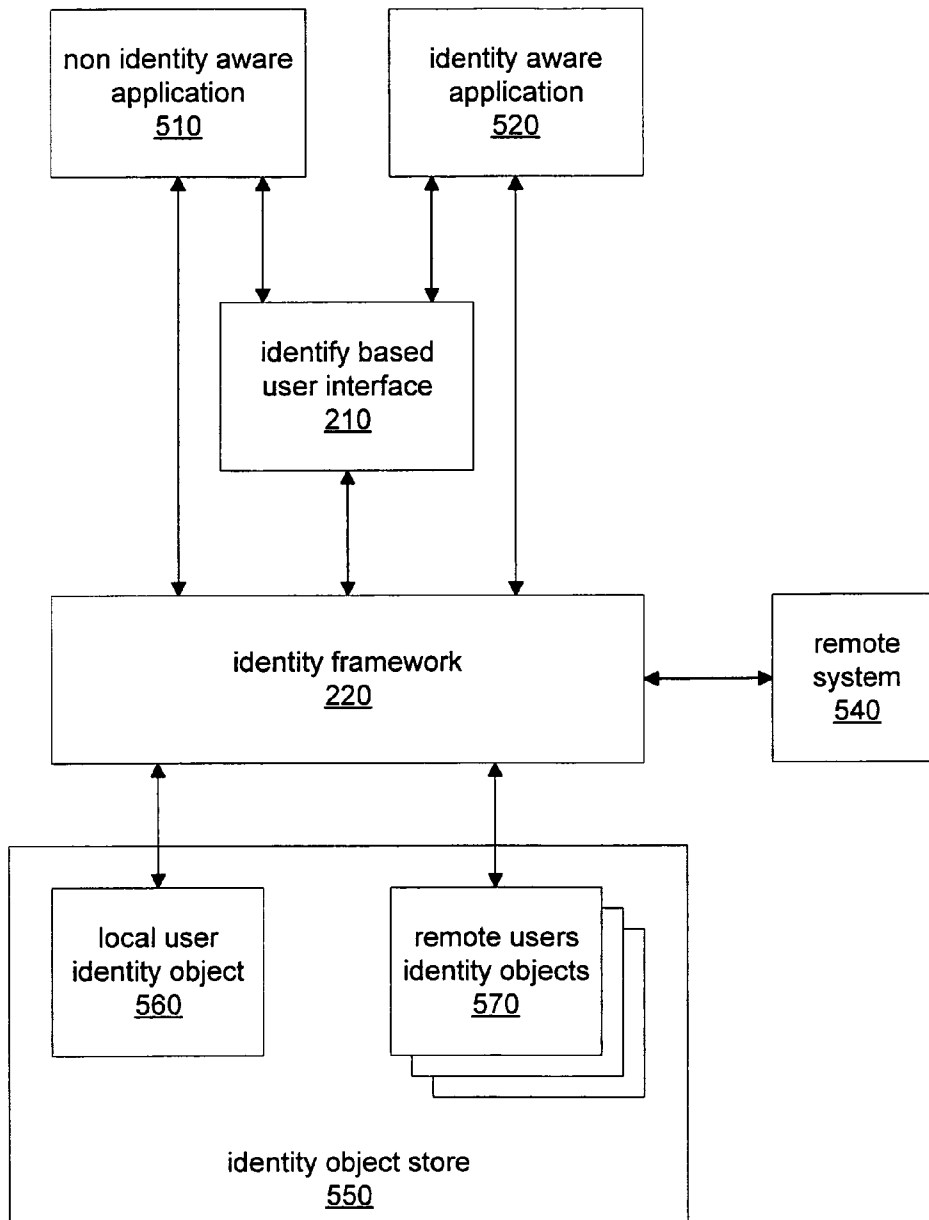 non identity aware
application
510
identity aware
application
520
identify based
user interface
210
identity framework
220
remote
system
540
local user
identity object
560
remote users
identity objects
570
identity object store
550